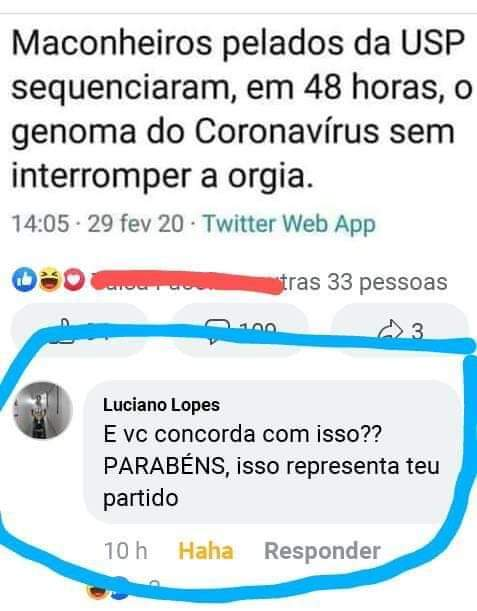 Maconheiros pelados da USP
sequenciaram, em 48 horas, o
genoma do Coronavírus sem
interromper a orgia.
14:05 · 29 fev 20 · Twitter Web App
utras 33 pessoas
3
Luciano Lopes
E vc concorda com isso??
PARABÉNS, isso representa teu
partido
10 h Haha Responder